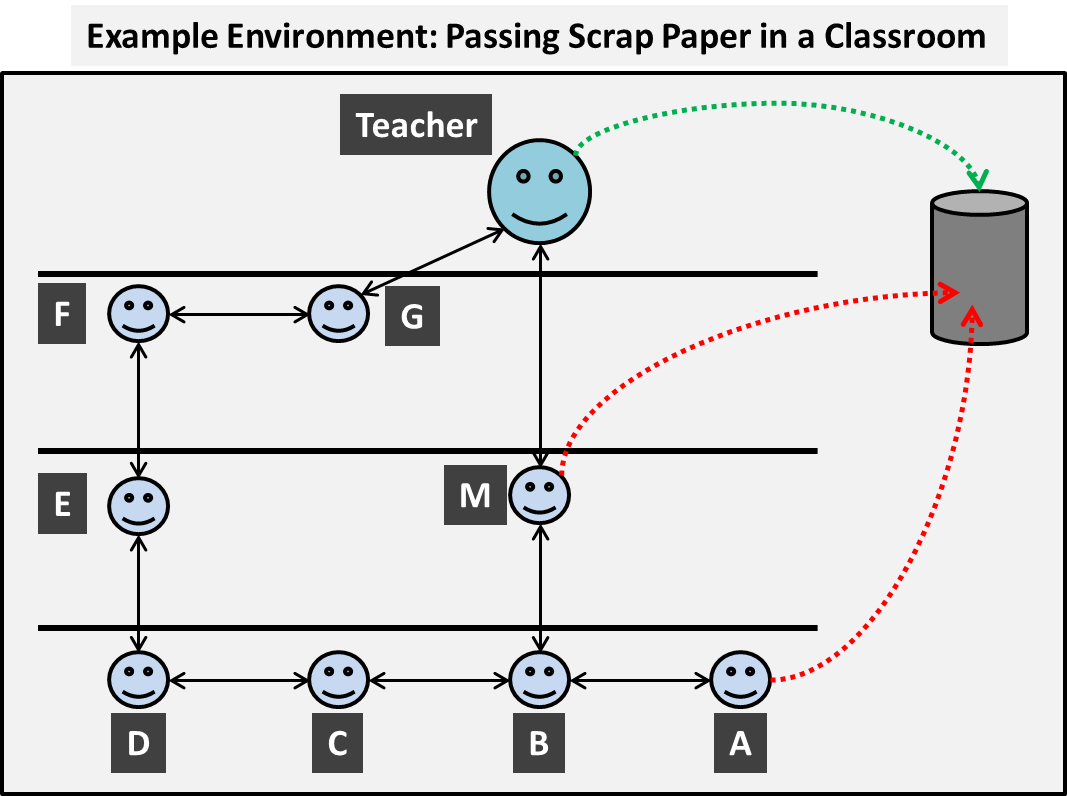 Example Environment: Passing Scrap Paper in a Classroom
Teacher
F
G
E
M
D
C
B
A